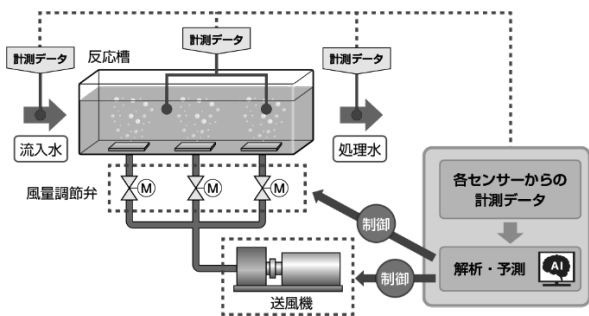 計測データ
計測データ
計測データ
反応槽
流入水
処理水
風量調節弁
M
M
M
各センサーからの
計測データ
制御
解析・予測
AI
制御
送風機